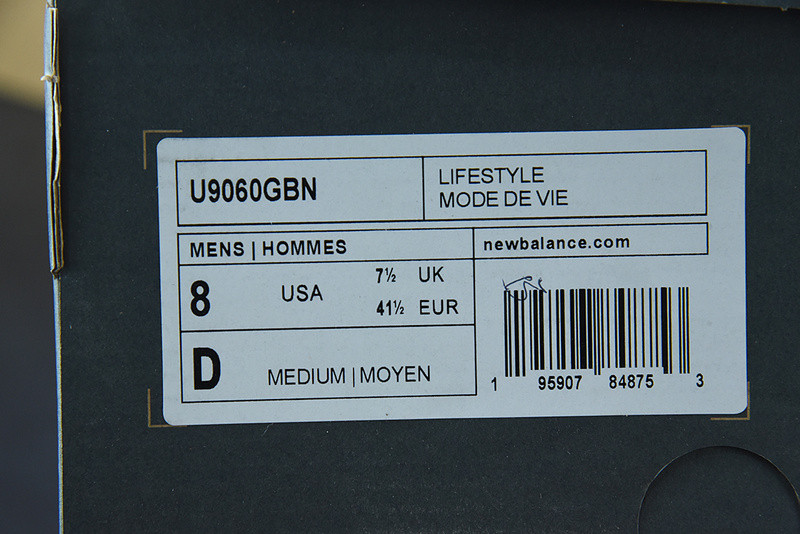 U9060GBN
LIFESTYLE
MODE DE VIE
MENS | HOMMES
newbalance.com
8 USA 7½ UK
41½ EUR
D MEDIUM | MOYEN
1 95907 84875 3